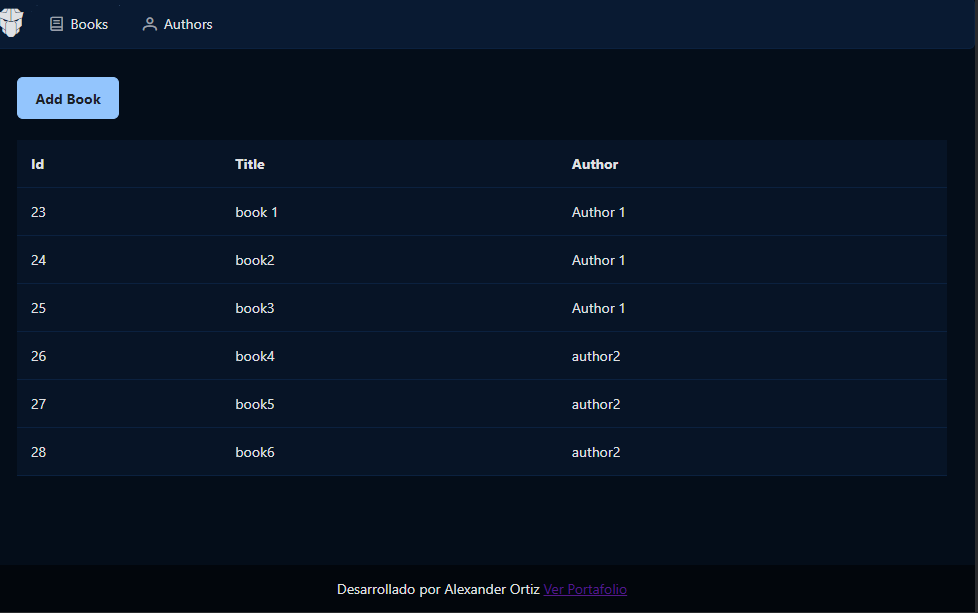 Books Authors
Add Book
Id Title Author
23 book 1 Author 1
24 book2 Author 1
25 book3 Author 1
26 book4 author2
27 book5 author2
28 book6 author2
Desarrollado por Alexander Ortiz Ver Portafolio